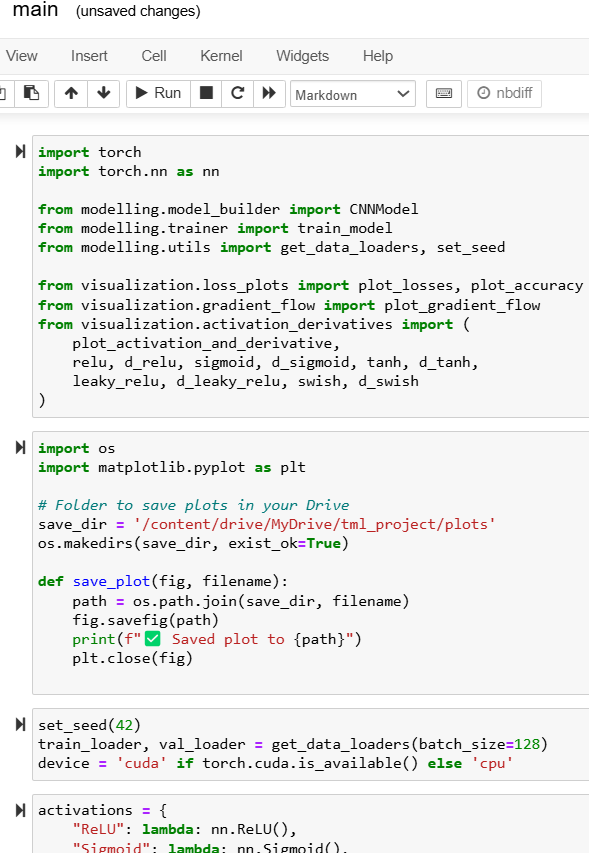 main (unsaved changes)
View Insert Cell Kernel Widgets Help
Run Markdown nbdiff
import torch
import torch.nn as nn
from modelling.model_builder import CNNModel
from modelling.trainer import train_model
from modelling.utils import get_data_loaders, set_seed
from visualization.loss_plots import plot_losses, plot_accuracy
from visualization.gradient_flow import plot_gradient_flow
from visualization.activation_derivatives import (
    plot_activation_and_derivative,
    relu, d_relu, sigmoid, d_sigmoid, tanh, d_tanh,
    leaky_relu, d_leaky_relu, swish, d_swish
)
import os
import matplotlib.pyplot as plt
# Folder to save plots in your Drive
save_dir = '/content/drive/MyDrive/tml_project/plots'
os.makedirs(save_dir, exist_ok=True)
def save_plot(fig, filename):
    path = os.path.join(save_dir, filename)
    fig.savefig(path)
    print(f"✅ Saved plot to {path}")
    plt.close(fig)
set_seed(42)
train_loader, val_loader = get_data_loaders(batch_size=128)
device = 'cuda' if torch.cuda.is_available() else 'cpu'
activations = {
    "ReLU": lambda: nn.ReLU(),
    "Sigmoid": lambda: nn.Sigmoid(),